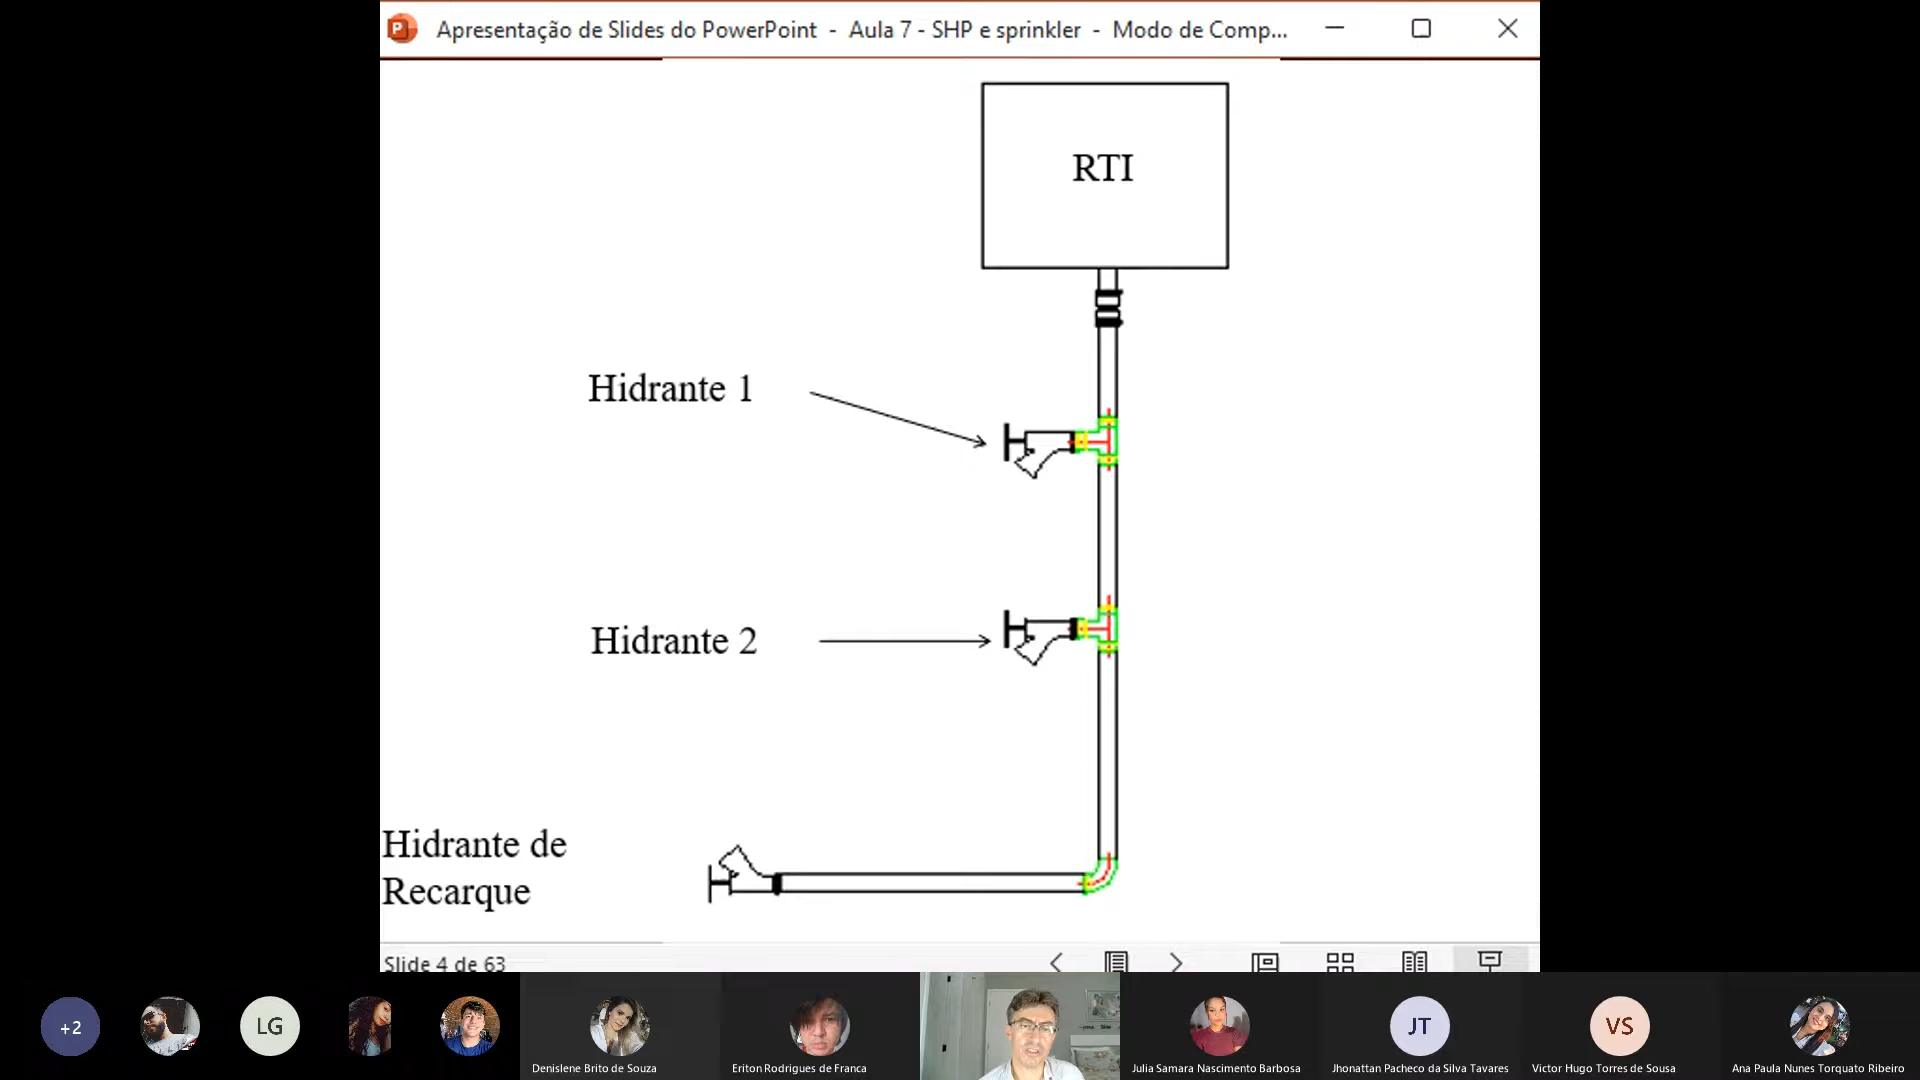 Apresentação de Slides do PowerPoint - Aula 7 - SHP e sprinkler - Modo de Comp...
RTI
Hidrante 1
Hidrante 2
Hidrante de
Recarque
Slide 4 de 63
+2
LG
JT
VS
Denislene Brito de Souza
Eriton Rodrigues de Franca
Julia Samara Nascimento Barbosa
Jhonattan Pacheco da Silva Tavares
Victor Hugo Torres de Sousa
Ana Paula Nunes Torquato Ribeiro